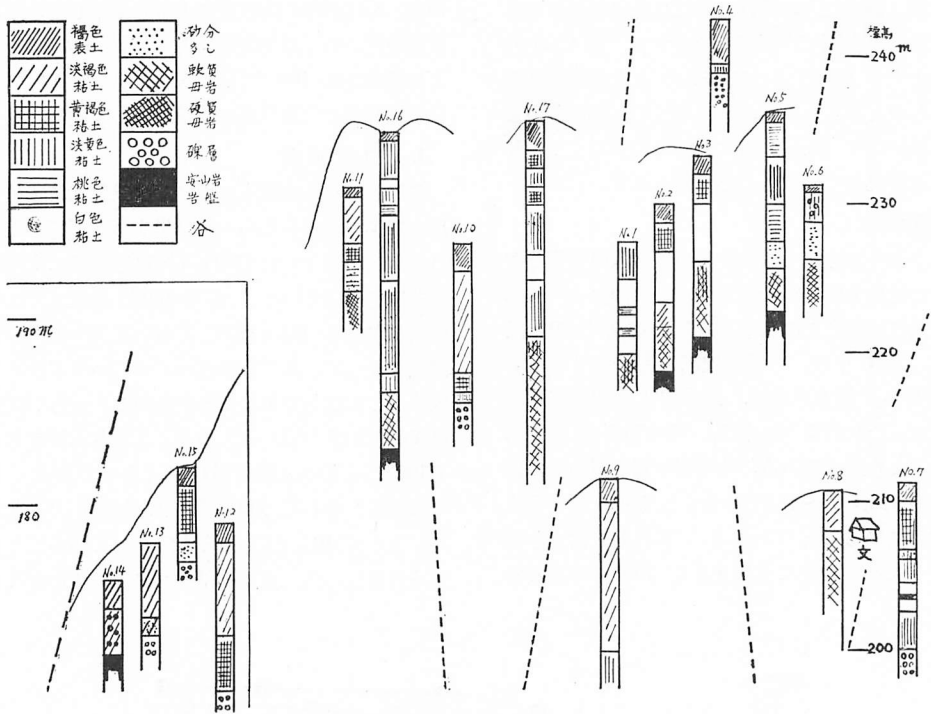 褐色
表土
砂分
多し
淡褐色
粘土
軟質
母岩
黄褐色
粘土
硬質
母岩
淡黄色
粘土
礫層
桃色
粘土
安山岩
岩盤
白色
粘土
谷
標高
240 m
230
220
210
200
190 m
180
No.4
No.5
No.16
No.17
No.3
No.6
No.11
No.2
No.10
No.1
No.9
No.8
No.7
文
No.15
No.12
No.13
No.14